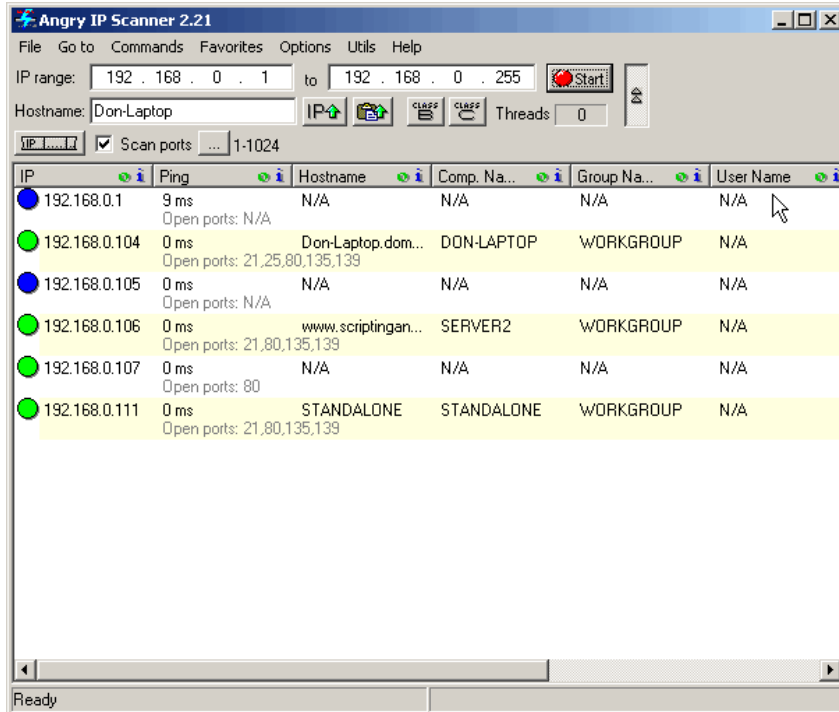 Angry IP Scanner 2.21
File Go to Commands Favorites Options Utils Help
IP range: 192 . 168 . 0 . 1 to 192 . 168 . 0 . 255 Start
Hostname: Don-Laptop IP CLASS B CLASS C Threads 0
Scan ports ... 1-1024
IP Ping Hostname Comp. Na... Group Na... User Name
192.168.0.1 9 ms N/A N/A N/A N/A
Open ports: N/A
192.168.0.104 0 ms Don-Laptop.dom... DON-LAPTOP WORKGROUP N/A
Open ports: 21,25,80,135,139
192.168.0.105 0 ms N/A N/A N/A N/A
Open ports: N/A
192.168.0.106 0 ms www.scriptingan... SERVER2 WORKGROUP N/A
Open ports: 21,80,135,139
192.168.0.107 0 ms N/A N/A N/A N/A
Open ports: 80
192.168.0.111 0 ms STANDALONE STANDALONE WORKGROUP N/A
Open ports: 21,80,135,139
Ready